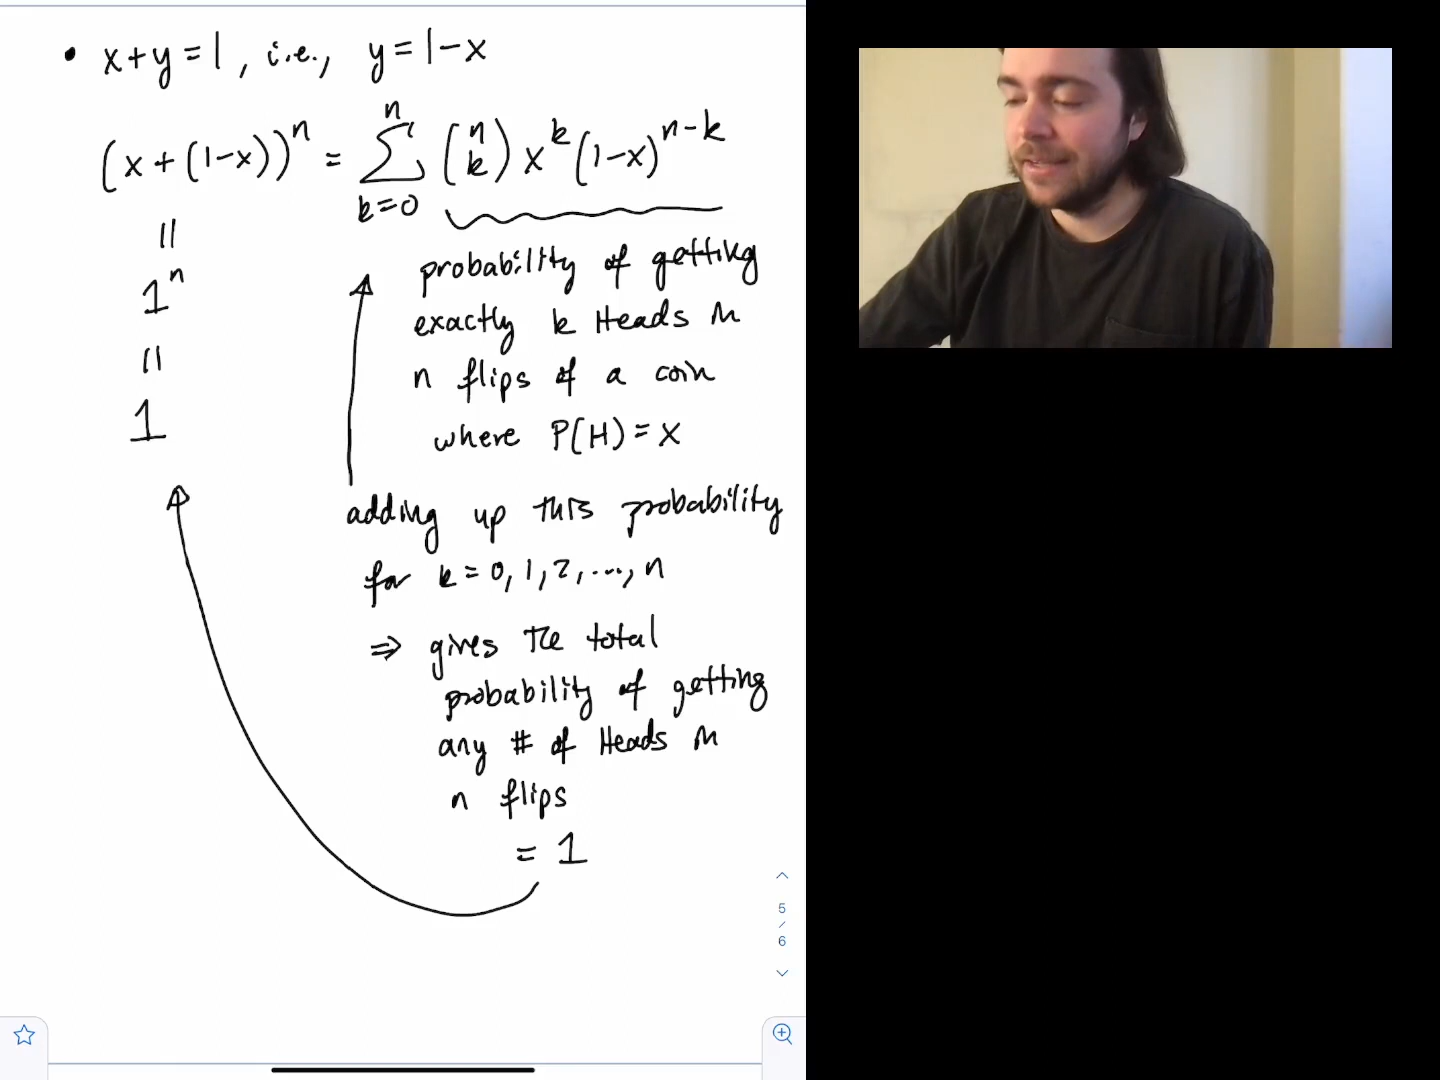 • x+y=1, i.e., y=1-x
(x+(1-x))^n = \sum_{k=0}^{n} \binom{n}{k} x^k (1-x)^{n-k}
=
1^n
=
1
probability of getting
exactly k Heads in
n flips of a coin
where P(H)=x
adding up this probability
for k=0,1,2,...,n
⇒ gives the total
probability of getting
any # of Heads in
n flips
= 1
5
/
6